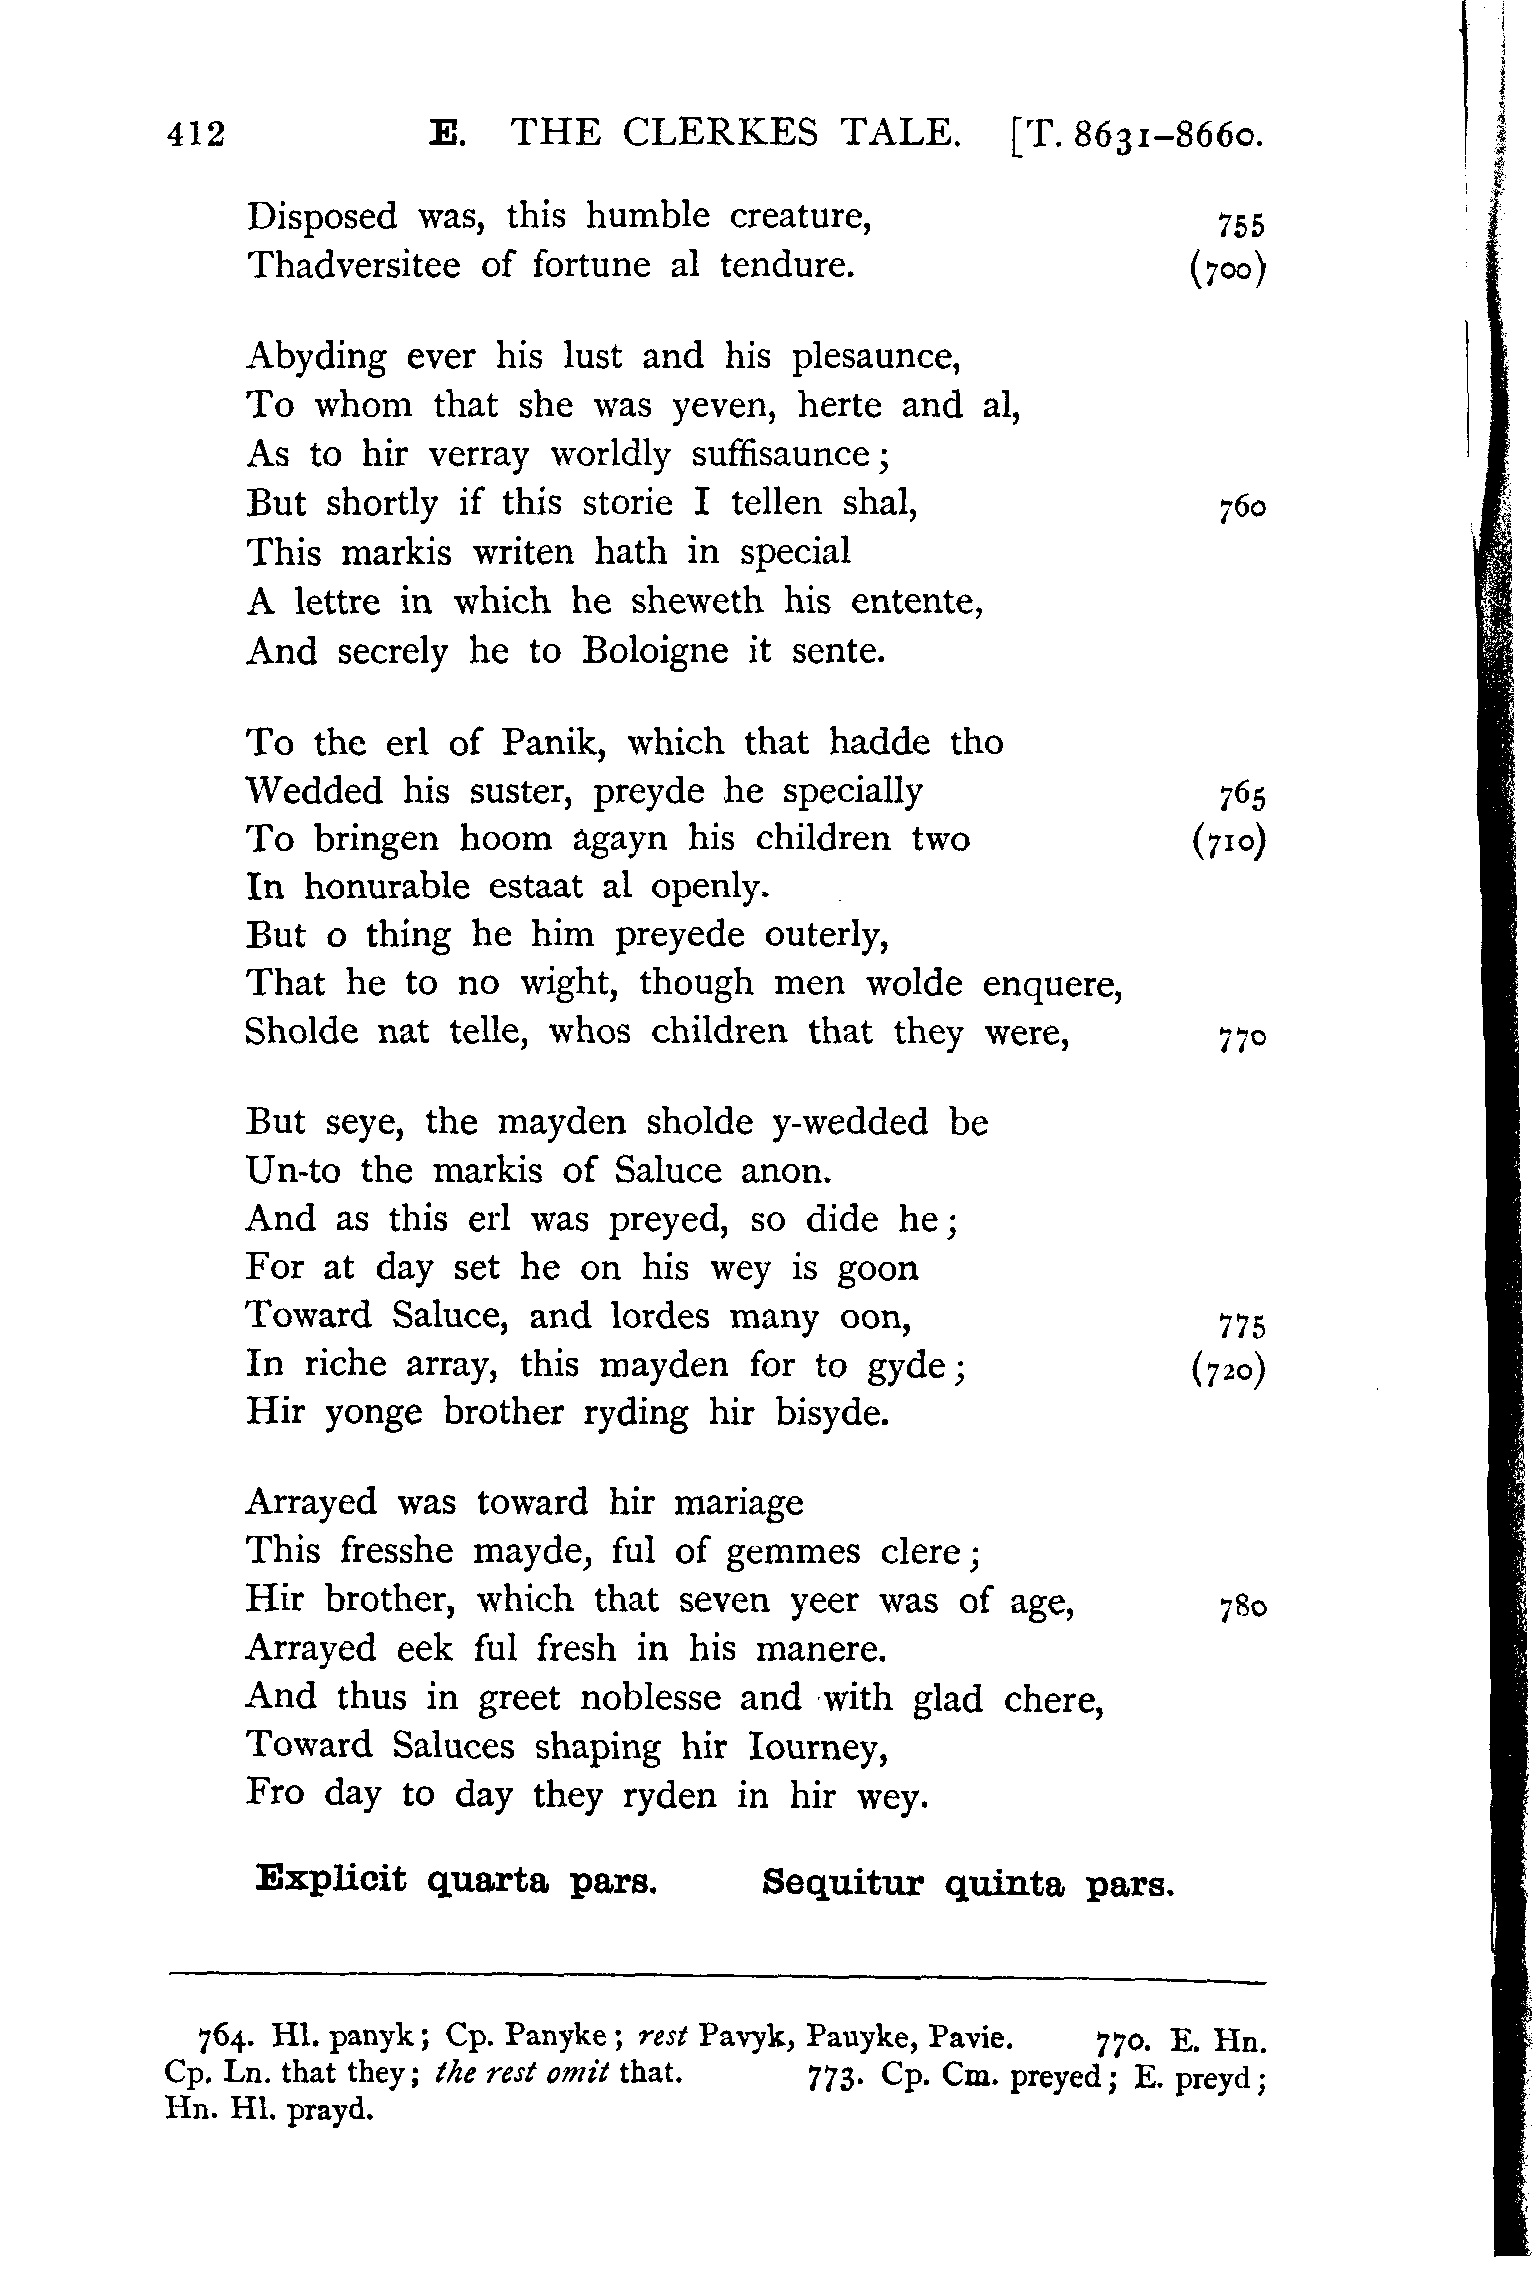 412 E. THE CLERKES TALE. [T. 8631–8660.
Disposed was, this humble creature, 755
Thadversitee of fortune al tendure. (700)
Abyding ever his lust and his plesaunce,
To whom that she was yeven, herte and al,
As to hir verray worldly suffisaunce;
But shortly if this storie I tellen shal, 760
This markis writen hath in special
A lettre in which he sheweth his entente,
And secrely he to Boloigne it sente.
To the erl of Panik, which that hadde tho
Wedded his suster, preyde he specially 765
To bringen hoom agayn his children two (710)
In honurable estaat al openly.
But o thing he him preyede outerly,
That he to no wight, though men wolde enquere,
Sholde nat telle, whos children that they were, 770
But seye, the mayden sholde y-wedded be
Un-to the markis of Saluce anon.
And as this erl was preyed, so dide he;
For at day set he on his wey is goon
Toward Saluce, and lordes many oon, 775
In riche array, this mayden for to gyde; (720)
Hir yonge brother ryding hir bisyde.
Arrayed was toward hir mariage
This fresshe mayde, ful of gemmes clere;
Hir brother, which that seven yeer was of age, 780
Arrayed eek ful fresh in his manere.
And thus in greet noblesse and with glad chere,
Toward Saluces shaping hir Iourney,
Fro day to day they ryden in hir wey.
Explicit quarta pars. Sequitur quinta pars.
764. Hl. panyk; Cp. Panyke; rest Pavyk, Pauyke, Pavie. 770. E. Hn.
Cp. Ln. that they; the rest omit that. 773. Cp. Cm. preyed; E. preyd;
Hn. Hl. prayd.